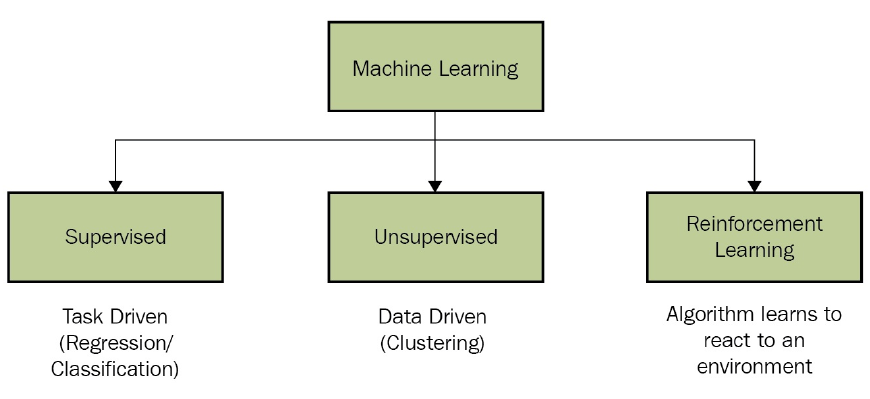 Machine Learning
Supervised
Unsupervised
Reinforcement
Learning
Task Driven
(Regression/
Classification)
Data Driven
(Clustering)
Algorithm learns to
react to an
environment